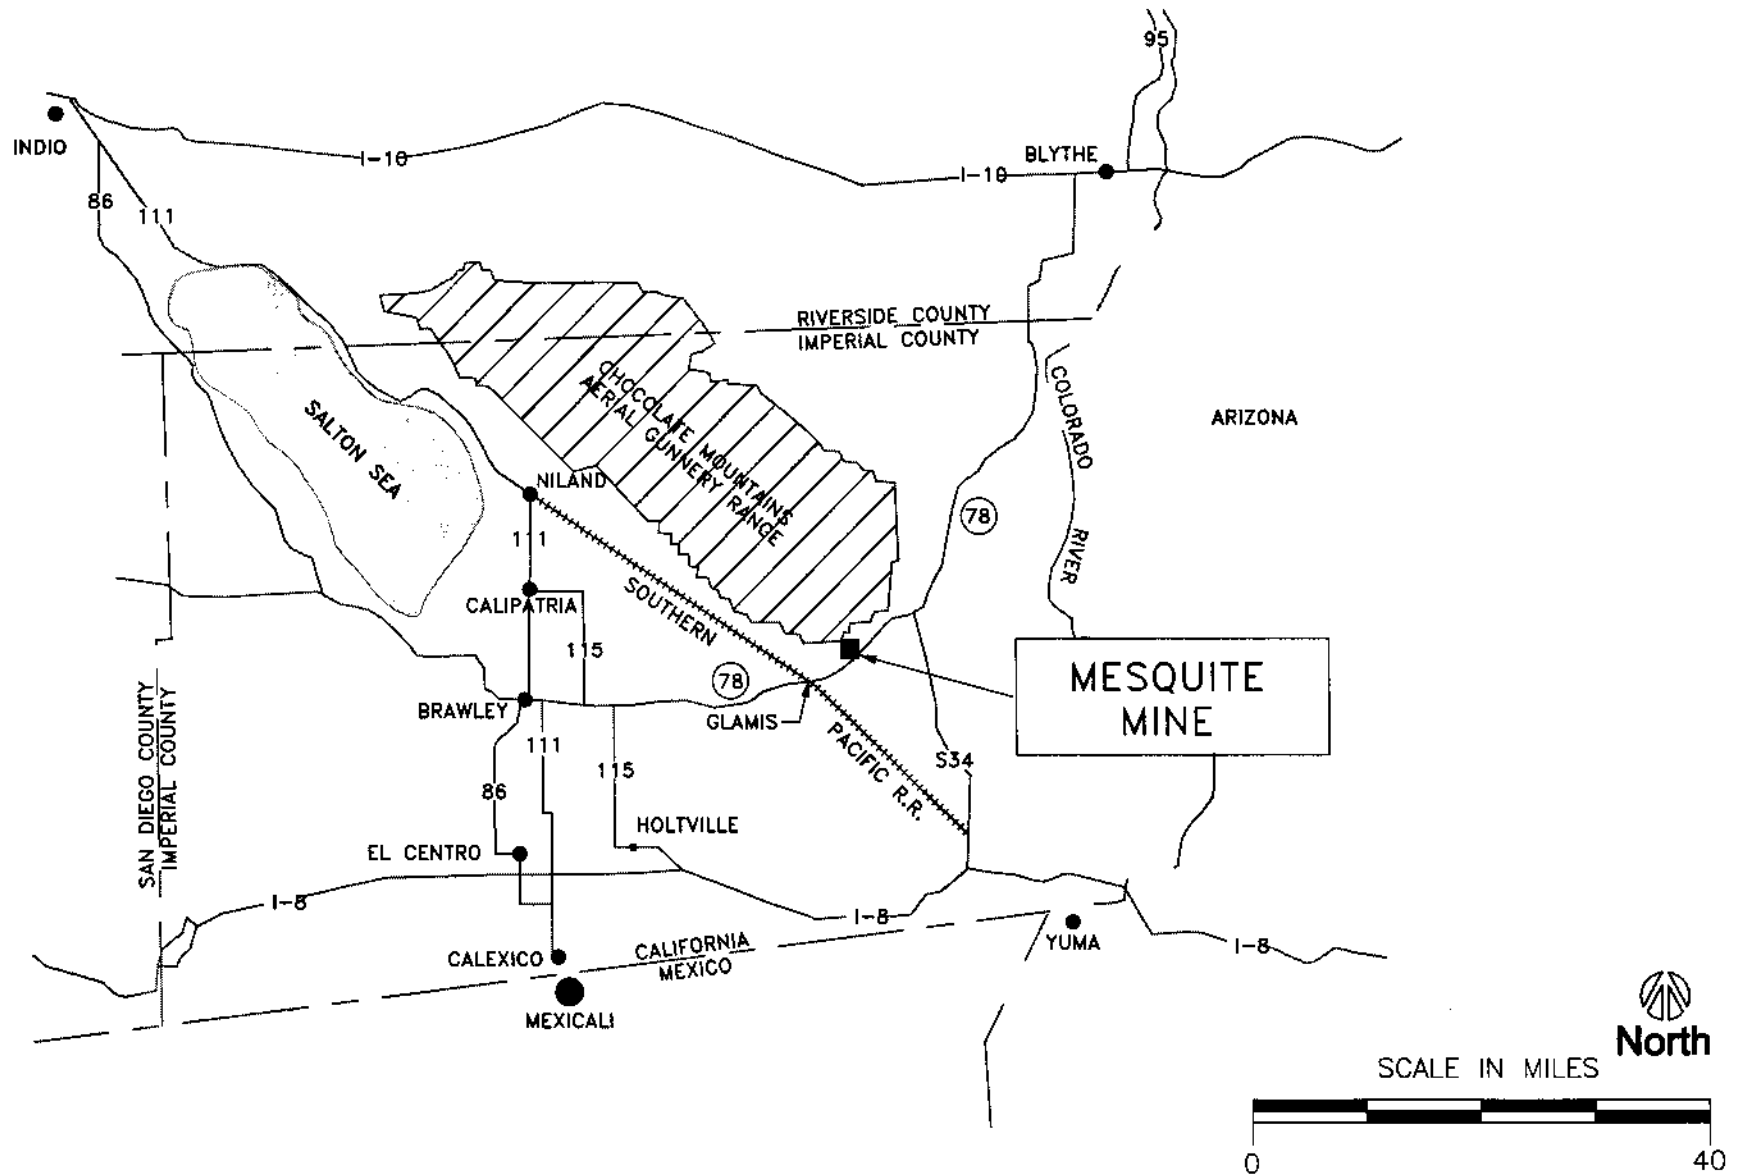 95
INDIO
I-10
BLYTHE
I-10
86
111
RIVERSIDE COUNTY
IMPERIAL COUNTY
CHOCOLATE MOUNTAINS
AERIAL GUNNERY RANGE
COLORADO
RIVER
ARIZONA
SALTON SEA
NILAND
78
111
CALIPATRIA
SOUTHERN
115
78
MESQUITE
MINE
BRAWLEY
GLAMIS
PACIFIC R.R.
111
115
S34
86
SAN DIEGO COUNTY
IMPERIAL COUNTY
HOLTVILLE
EL CENTRO
I-8
I-8
CALEXICO
CALIFORNIA
MEXICO
YUMA
I-8
MEXICALI
North
SCALE IN MILES
0
40